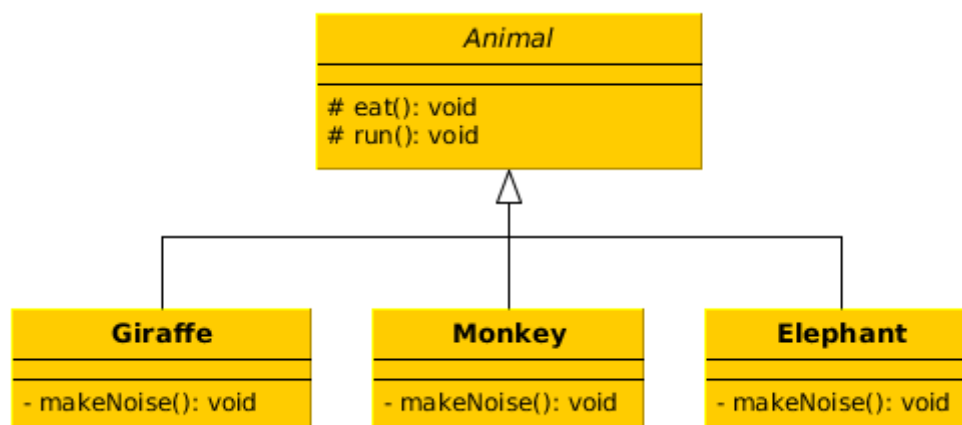 Animal
# eat(): void
# run(): void
Giraffe
- makeNoise(): void
Monkey
- makeNoise(): void
Elephant
- makeNoise(): void